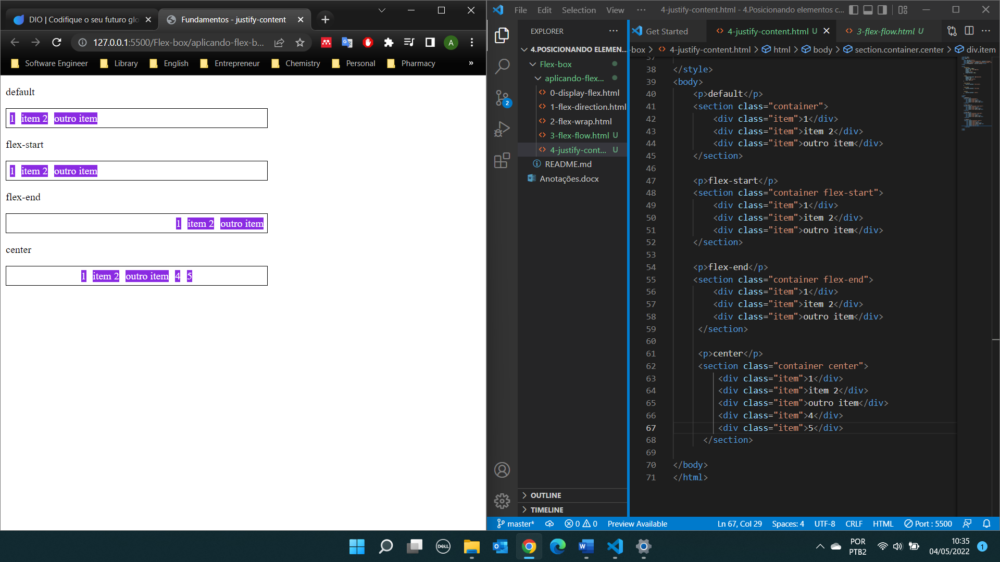 DIO | Codifique o seu futuro glo
Fundamentos - justify-content
127.0.0.1:5500/Flex-box/aplicando-flex-b...
A
Software Engineer
Library
English
Entrepreneur
Chemistry
Personal
Pharmacy
»
default
1 item 2 outro item
flex-start
1 item 2 outro item
flex-end
1 item 2 outro item
center
1 item 2 outro item 4 5
File Edit Selection View ···
4-justify-content.html - 4.Posicionando elementos c...
EXPLORER
4.POSICIONANDO ELEMEN...
Flex-box
aplicando-flex...
0-display-flex.html
1-flex-direction.html
2-flex-wrap.html
3-flex-flow.html U
4-justify-cont... U
README.md
Anotações.docx
OUTLINE
TIMELINE
2
Get Started
4-justify-content.html U
3-flex-flow.html U
-box > 4-justify-content.html > html > body > section.container.center > div.item
37
38 </style>
39 <body>
40 <p>default</p>
41 <section class="container">
42 <div class="item">1</div>
43 <div class="item">item 2</div>
44 <div class="item">outro item</div>
45 </section>
46
47 <p>flex-start</p>
48 <section class="container flex-start">
49 <div class="item">1</div>
50 <div class="item">item 2</div>
51 <div class="item">outro item</div>
52 </section>
53
54 <p>flex-end</p>
55 <section class="container flex-end">
56 <div class="item">1</div>
57 <div class="item">item 2</div>
58 <div class="item">outro item</div>
59 </section>
60
61 <p>center</p>
62 <section class="container center">
63 <div class="item">1</div>
64 <div class="item">item 2</div>
65 <div class="item">outro item</div>
66 <div class="item">4</div>
67 <div class="item">5</div>
68 </section>
69
70 </body>
71 </html>
master* 0 0 Preview Available
Ln 67, Col 29 Spaces: 4 UTF-8 CRLF HTML Port : 5500
DELL
POR
PTB2
10:35
04/05/2022
1